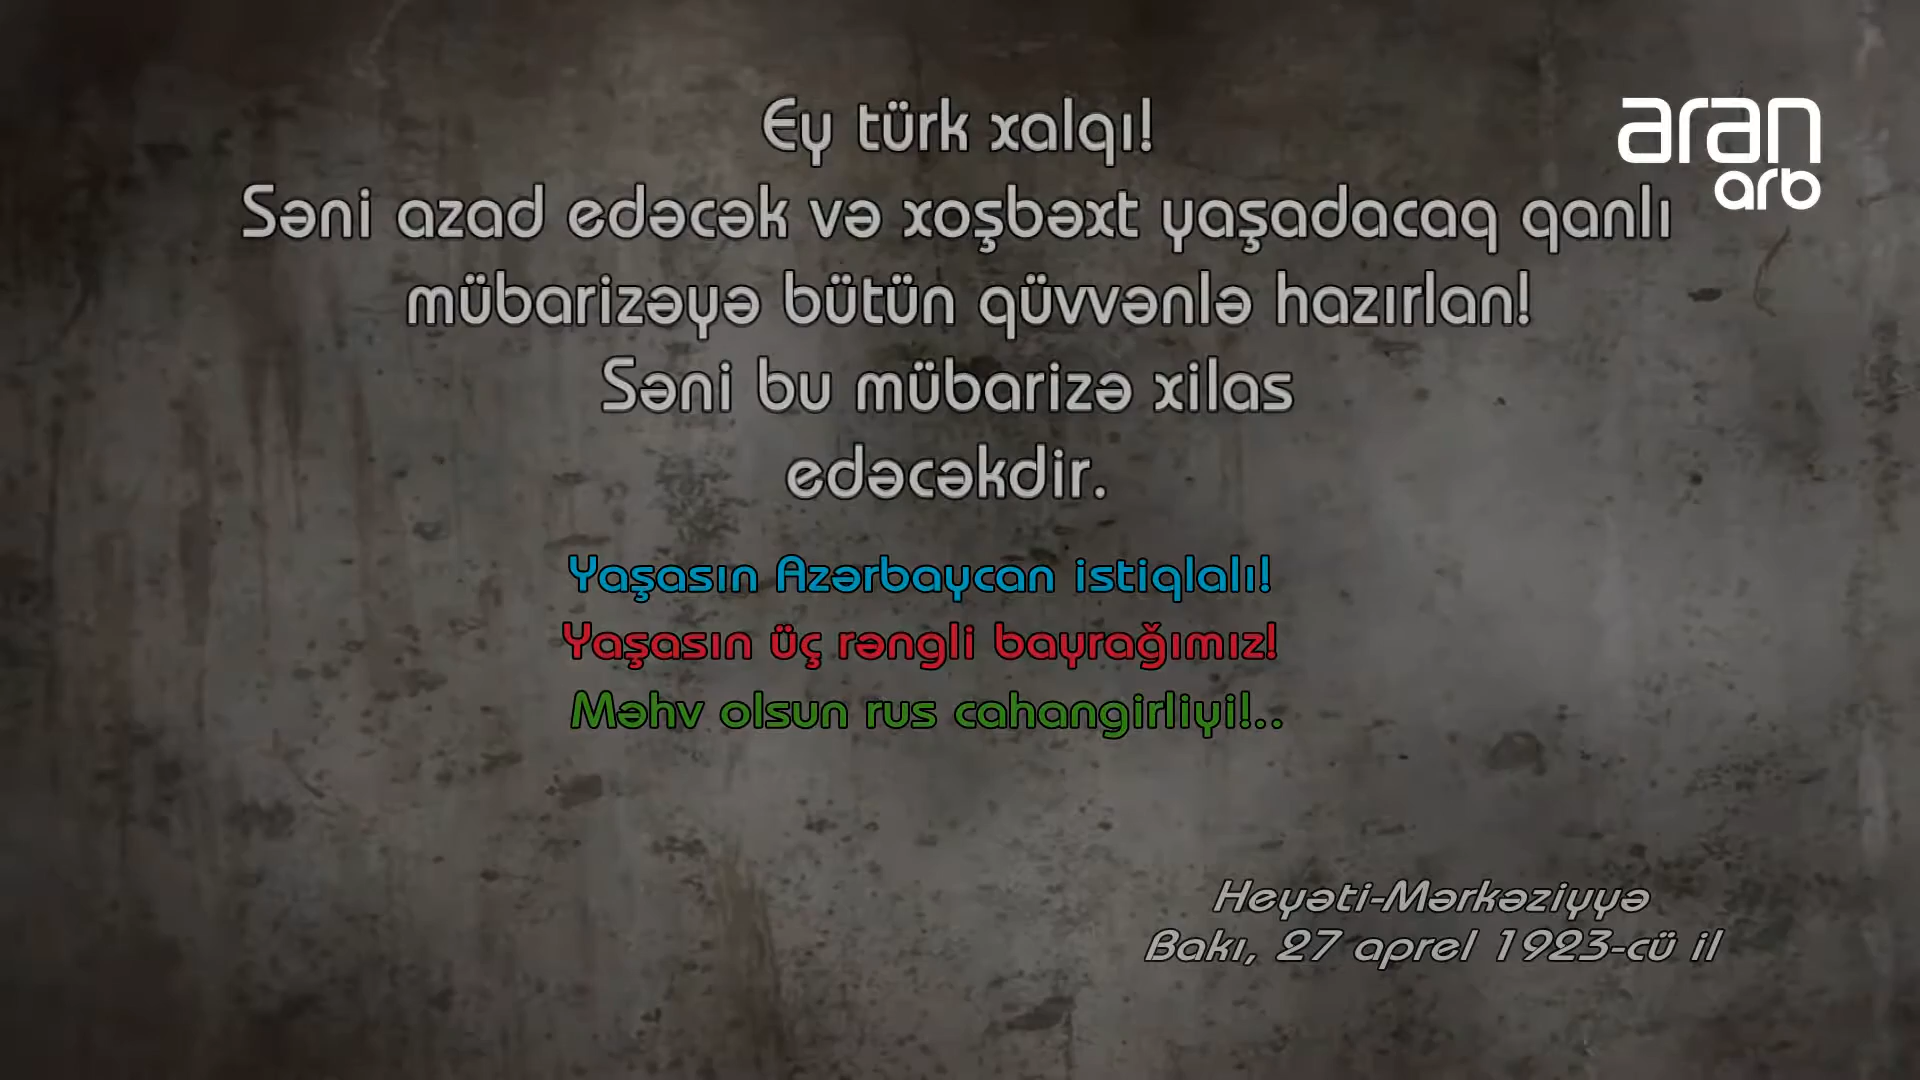 Ey türk xalqı!
aran
arb
Səni azad edəcək və xoşbəxt yaşadacaq qanlı
mübarizəyə bütün qüvvənlə hazırlan!
Səni bu mübarizə xilas
edəcəkdir.
Yaşasın Azərbaycan istiqlalı!
Yaşasın üç rəngli bayrağımız!
Məhv olsun rus cahangirliyi!..
Heyəti-Mərkəziyyə
Bakı, 27 aprel 1923-cü il